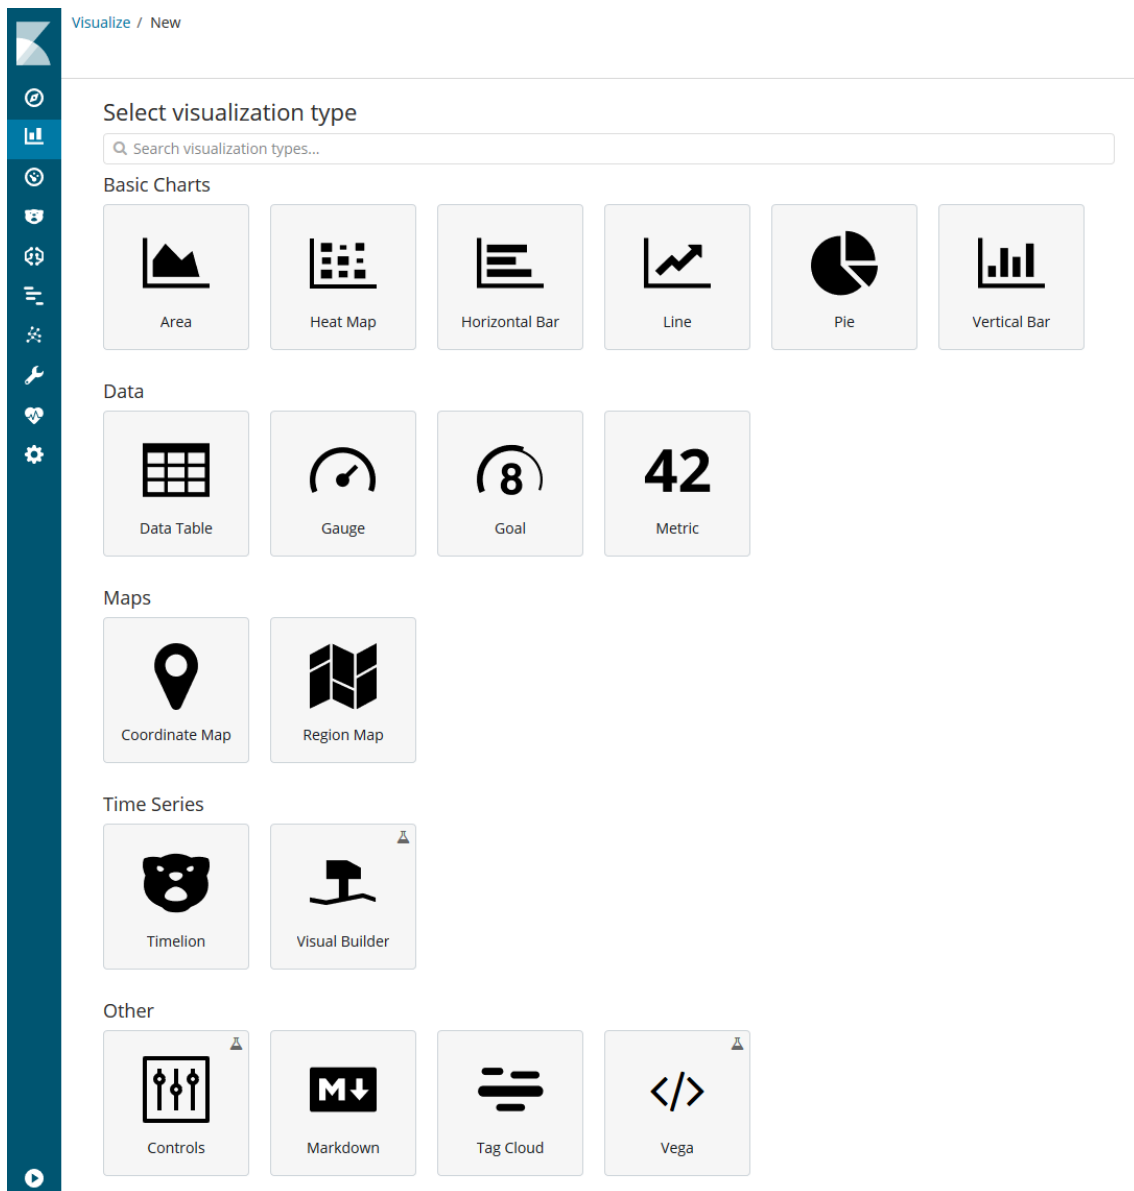 Visualize / New
Select visualization type
Search visualization types...
Basic Charts
Area
Heat Map
Horizontal Bar
Line
Pie
Vertical Bar
Data
8
42
Data Table
Gauge
Goal
Metric
Maps
Coordinate Map
Region Map
Time Series
Timelion
Visual Builder
Other
M
</>
Controls
Markdown
Tag Cloud
Vega